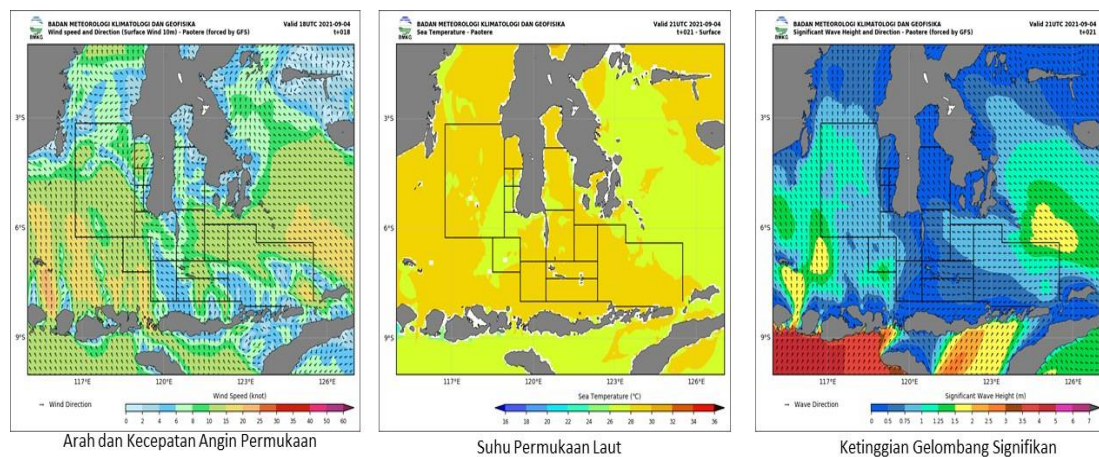 BADAN METEOROLOGI KLIMATOLOGI DAN GEOFISIKA
Valid 18UTC 2021-09-04
Wind speed and Direction (Surface Wind 10m) - Paotere (forced by GFS)
t+018
BMKG
3°S
6°S
9°S
117°E 120°E 123°E 126°E
Wind Speed (knot)
Wind Direction
0 2 4 6 8 10 15 20 25 30 35 40 50 60
Arah dan Kecepatan Angin Permukaan
BADAN METEOROLOGI KLIMATOLOGI DAN GEOFISIKA
Valid 21UTC 2021-09-04
Sea Temperature - Paotere
t+021 - Surface
BMKG
3°S
6°S
9°S
117°E 120°E 123°E 126°E
Sea Temperature (°C)
16 18 20 22 24 26 28 30 32 34 36
Suhu Permukaan Laut
BADAN METEOROLOGI KLIMATOLOGI DAN GEOFISIKA
Valid 21UTC 2021-09-04
Significant Wave Height and Direction - Paotere (forced by GFS)
t+021
BMKG
3°S
6°S
9°S
117°E 120°E 123°E 126°E
Significant Wave Height (m)
Wave Direction
0 0.5 0.75 1 1.25 1.5 2 2.5 3 3.5 4 5 6 7
Ketinggian Gelombang Signifikan